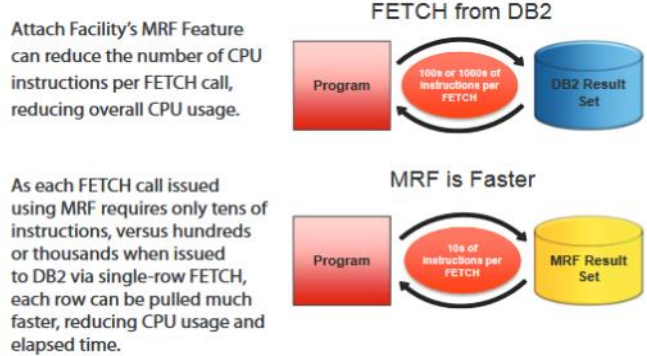 Attach Facility's MRF Feature
can reduce the number of CPU
instructions per FETCH call,
reducing overall CPU usage.
FETCH from DB2
Program
100s or 1000s of
Instructions per
FETCH
DB2 Result
Set
As each FETCH call issued
using MRF requires only tens of
instructions, versus hundreds
or thousands when issued
to DB2 via single-row FETCH,
each row can be pulled much
faster, reducing CPU usage and
elapsed time.
MRF is Faster
Program
10s of
Instructions per
FETCH
MRF Result
Set